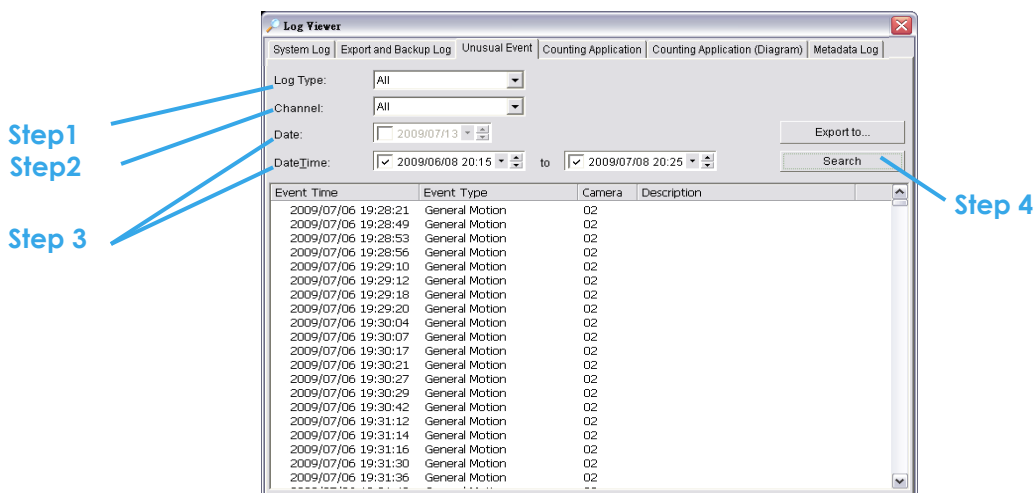 Log Viewer
System Log Export and Backup Log Unusual Event Counting Application Counting Application (Diagram) Metadata Log
Log Type: All
Channel: All
Date: 2009/07/13 Export to...
DateTime: 2009/06/08 20:15 to 2009/07/08 20:25 Search
Step1
Step2
Step 3
Step 4
Event Time Event Type Camera Description
2009/07/06 19:28:21 General Motion 02
2009/07/06 19:28:49 General Motion 02
2009/07/06 19:28:53 General Motion 02
2009/07/06 19:28:56 General Motion 02
2009/07/06 19:29:10 General Motion 02
2009/07/06 19:29:12 General Motion 02
2009/07/06 19:29:18 General Motion 02
2009/07/06 19:29:20 General Motion 02
2009/07/06 19:30:04 General Motion 02
2009/07/06 19:30:07 General Motion 02
2009/07/06 19:30:17 General Motion 02
2009/07/06 19:30:21 General Motion 02
2009/07/06 19:30:27 General Motion 02
2009/07/06 19:30:29 General Motion 02
2009/07/06 19:30:42 General Motion 02
2009/07/06 19:31:12 General Motion 02
2009/07/06 19:31:14 General Motion 02
2009/07/06 19:31:16 General Motion 02
2009/07/06 19:31:30 General Motion 02
2009/07/06 19:31:36 General Motion 02